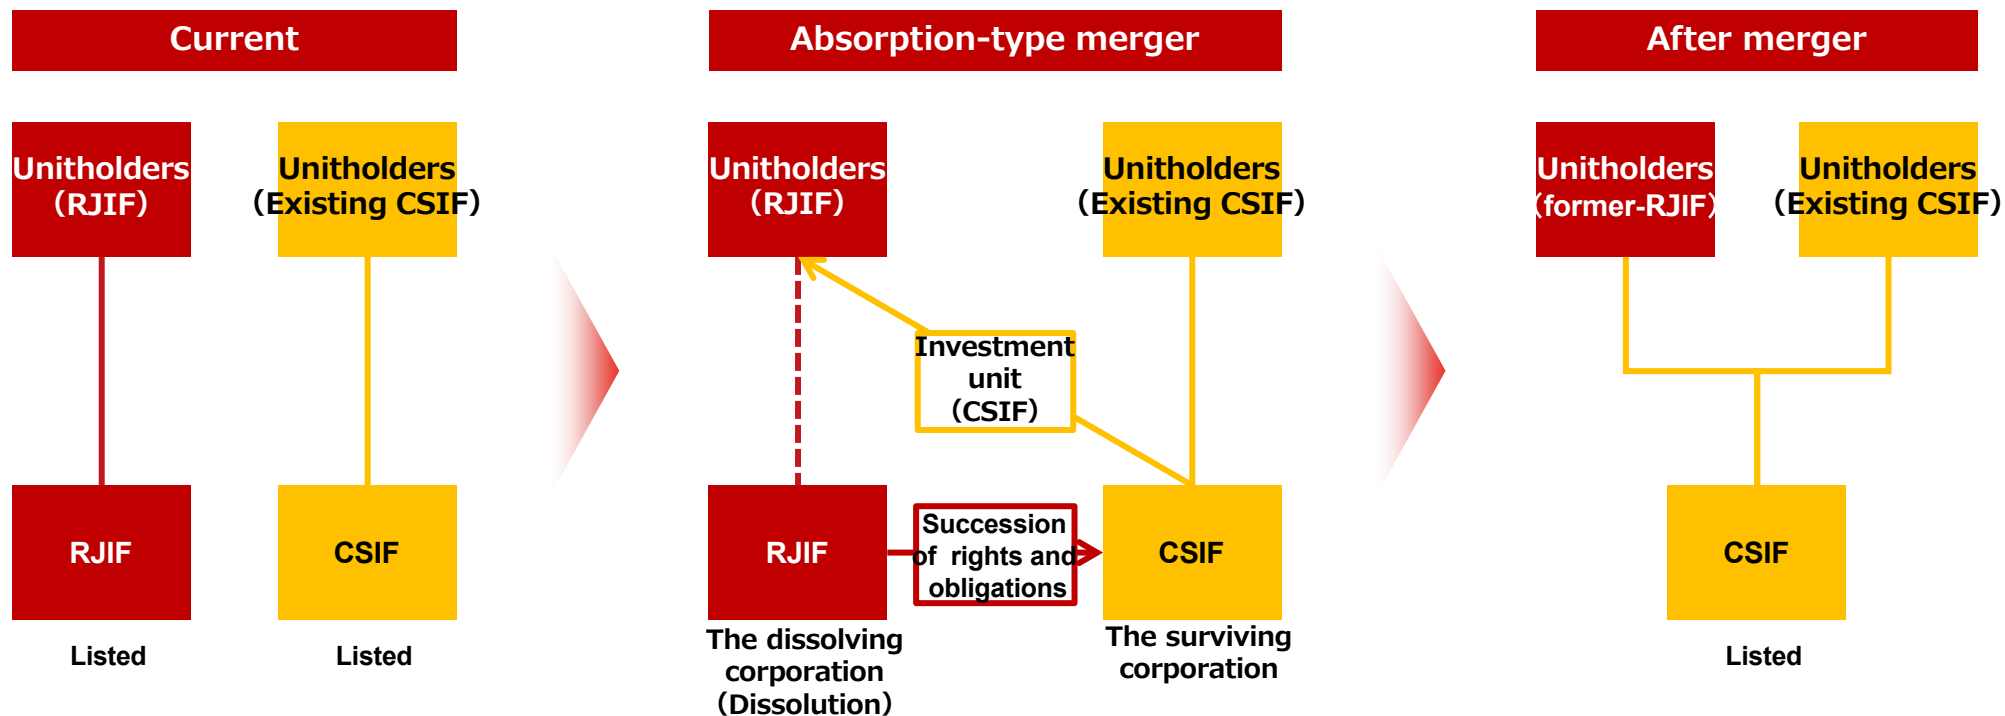 Current
Unitholders
（RJIF）
Unitholders
（Existing CSIF）
RJIF
CSIF
Listed
Listed
Absorption-type merger
Unitholders
（RJIF）
Unitholders
（Existing CSIF）
Investment
unit
（CSIF）
RJIF
Succession
of rights and
obligations
CSIF
The dissolving
corporation
（Dissolution）
The surviving
corporation
After merger
Unitholders
（former-RJIF）
Unitholders
（Existing CSIF）
CSIF
Listed